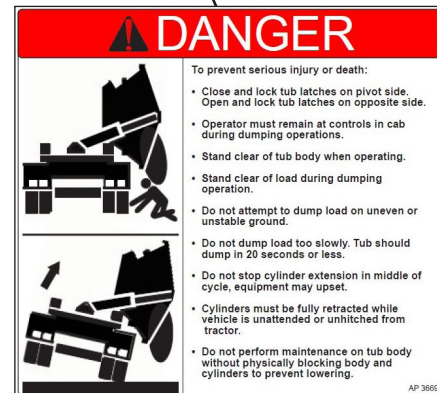 DANGER
To prevent serious injury or death:
• Close and lock tub latches on pivot side.
Open and lock tub latches on opposite side.
• Operator must remain at controls in cab
during dumping operations.
• Stand clear of tub body when operating.
• Stand clear of load during dumping
operation.
• Do not attempt to dump load on uneven or
unstable ground.
• Do not dump load too slowly. Tub should
dump in 20 seconds or less.
• Do not stop cylinder extension in middle of
cycle, equipment may upset.
• Cylinders must be fully retracted while
vehicle is unattended or unhitched from
tractor.
• Do not perform maintenance on tub body
without physically blocking body and
cylinders to prevent lowering.
AP 3669